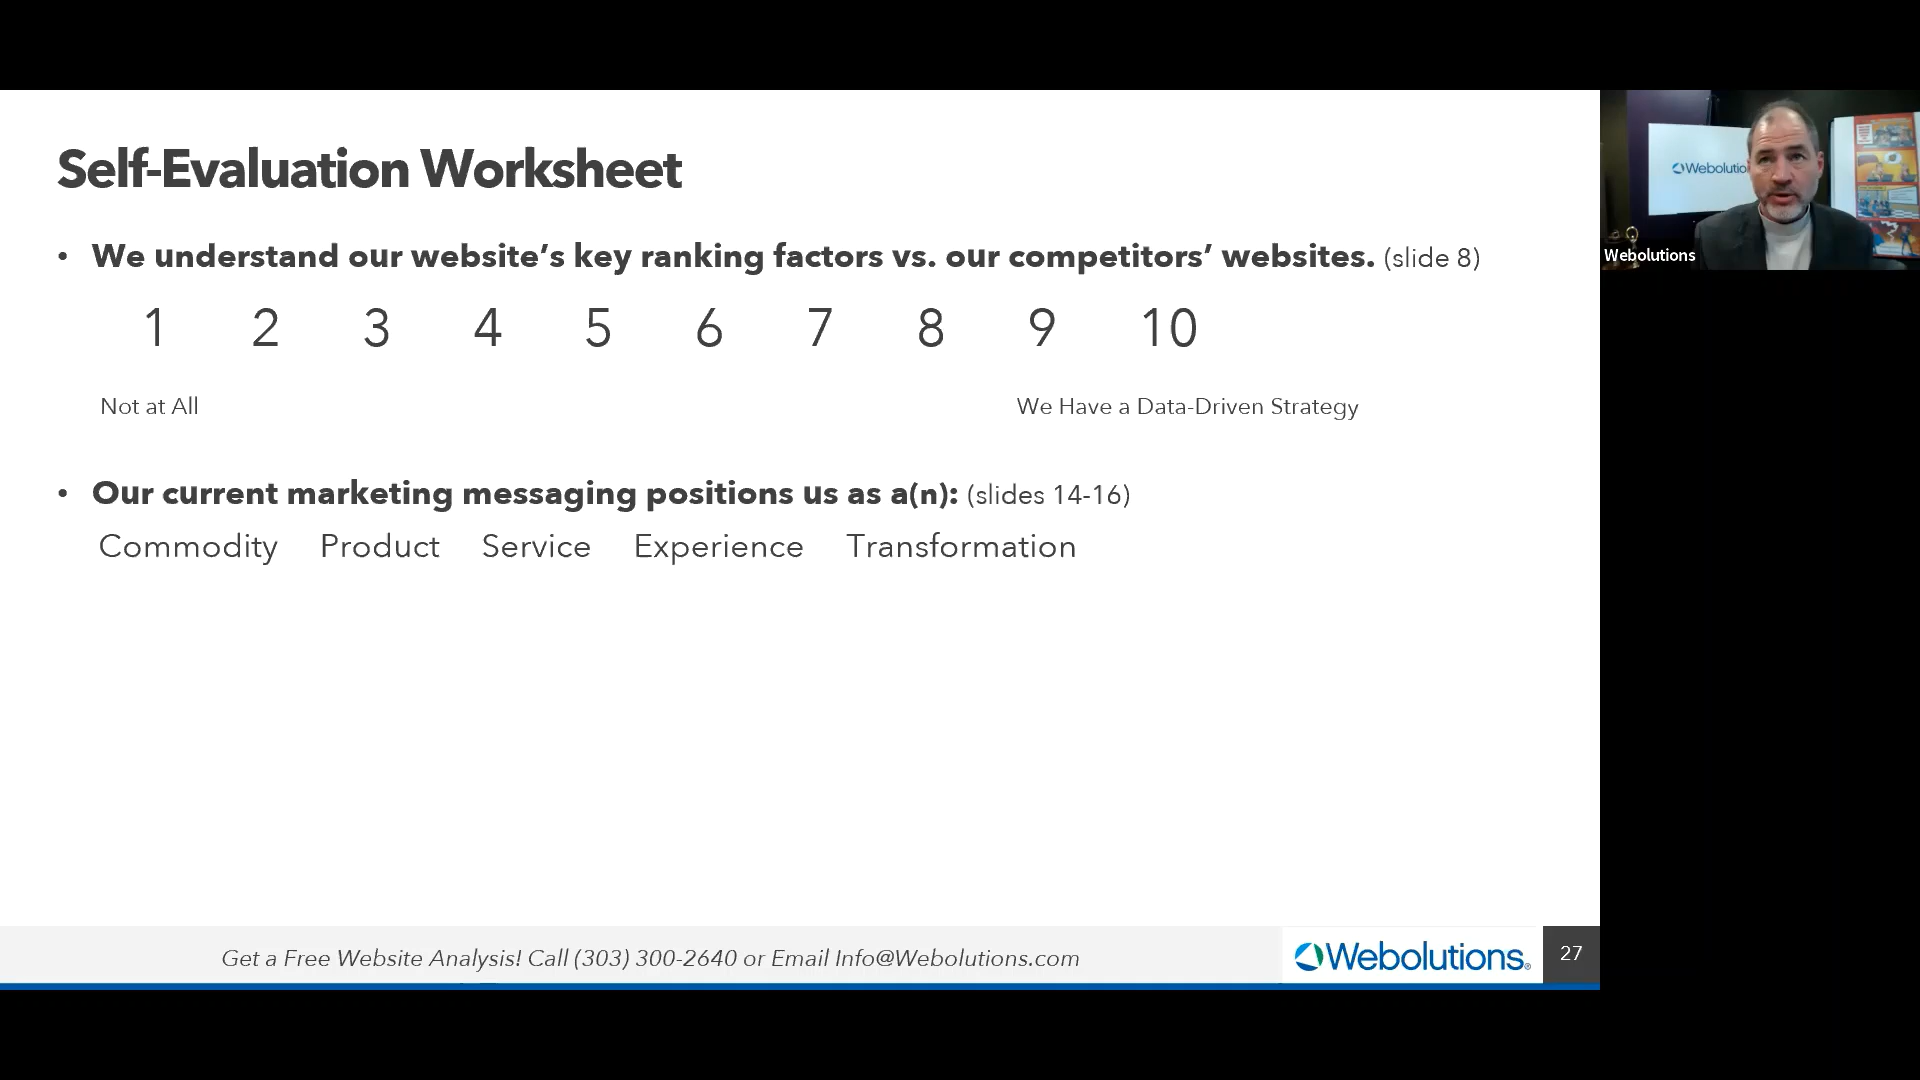 Self-Evaluation Worksheet
• We understand our website’s key ranking factors vs. our competitors’ websites. (slide 8)
1 2 3 4 5 6 7 8 9 10
Not at All We Have a Data-Driven Strategy
• Our current marketing messaging positions us as a(n): (slides 14-16)
Commodity Product Service Experience Transformation
Get a Free Website Analysis! Call (303) 300-2640 or Email Info@Webolutions.com
Webolutions®
27
Webolutions